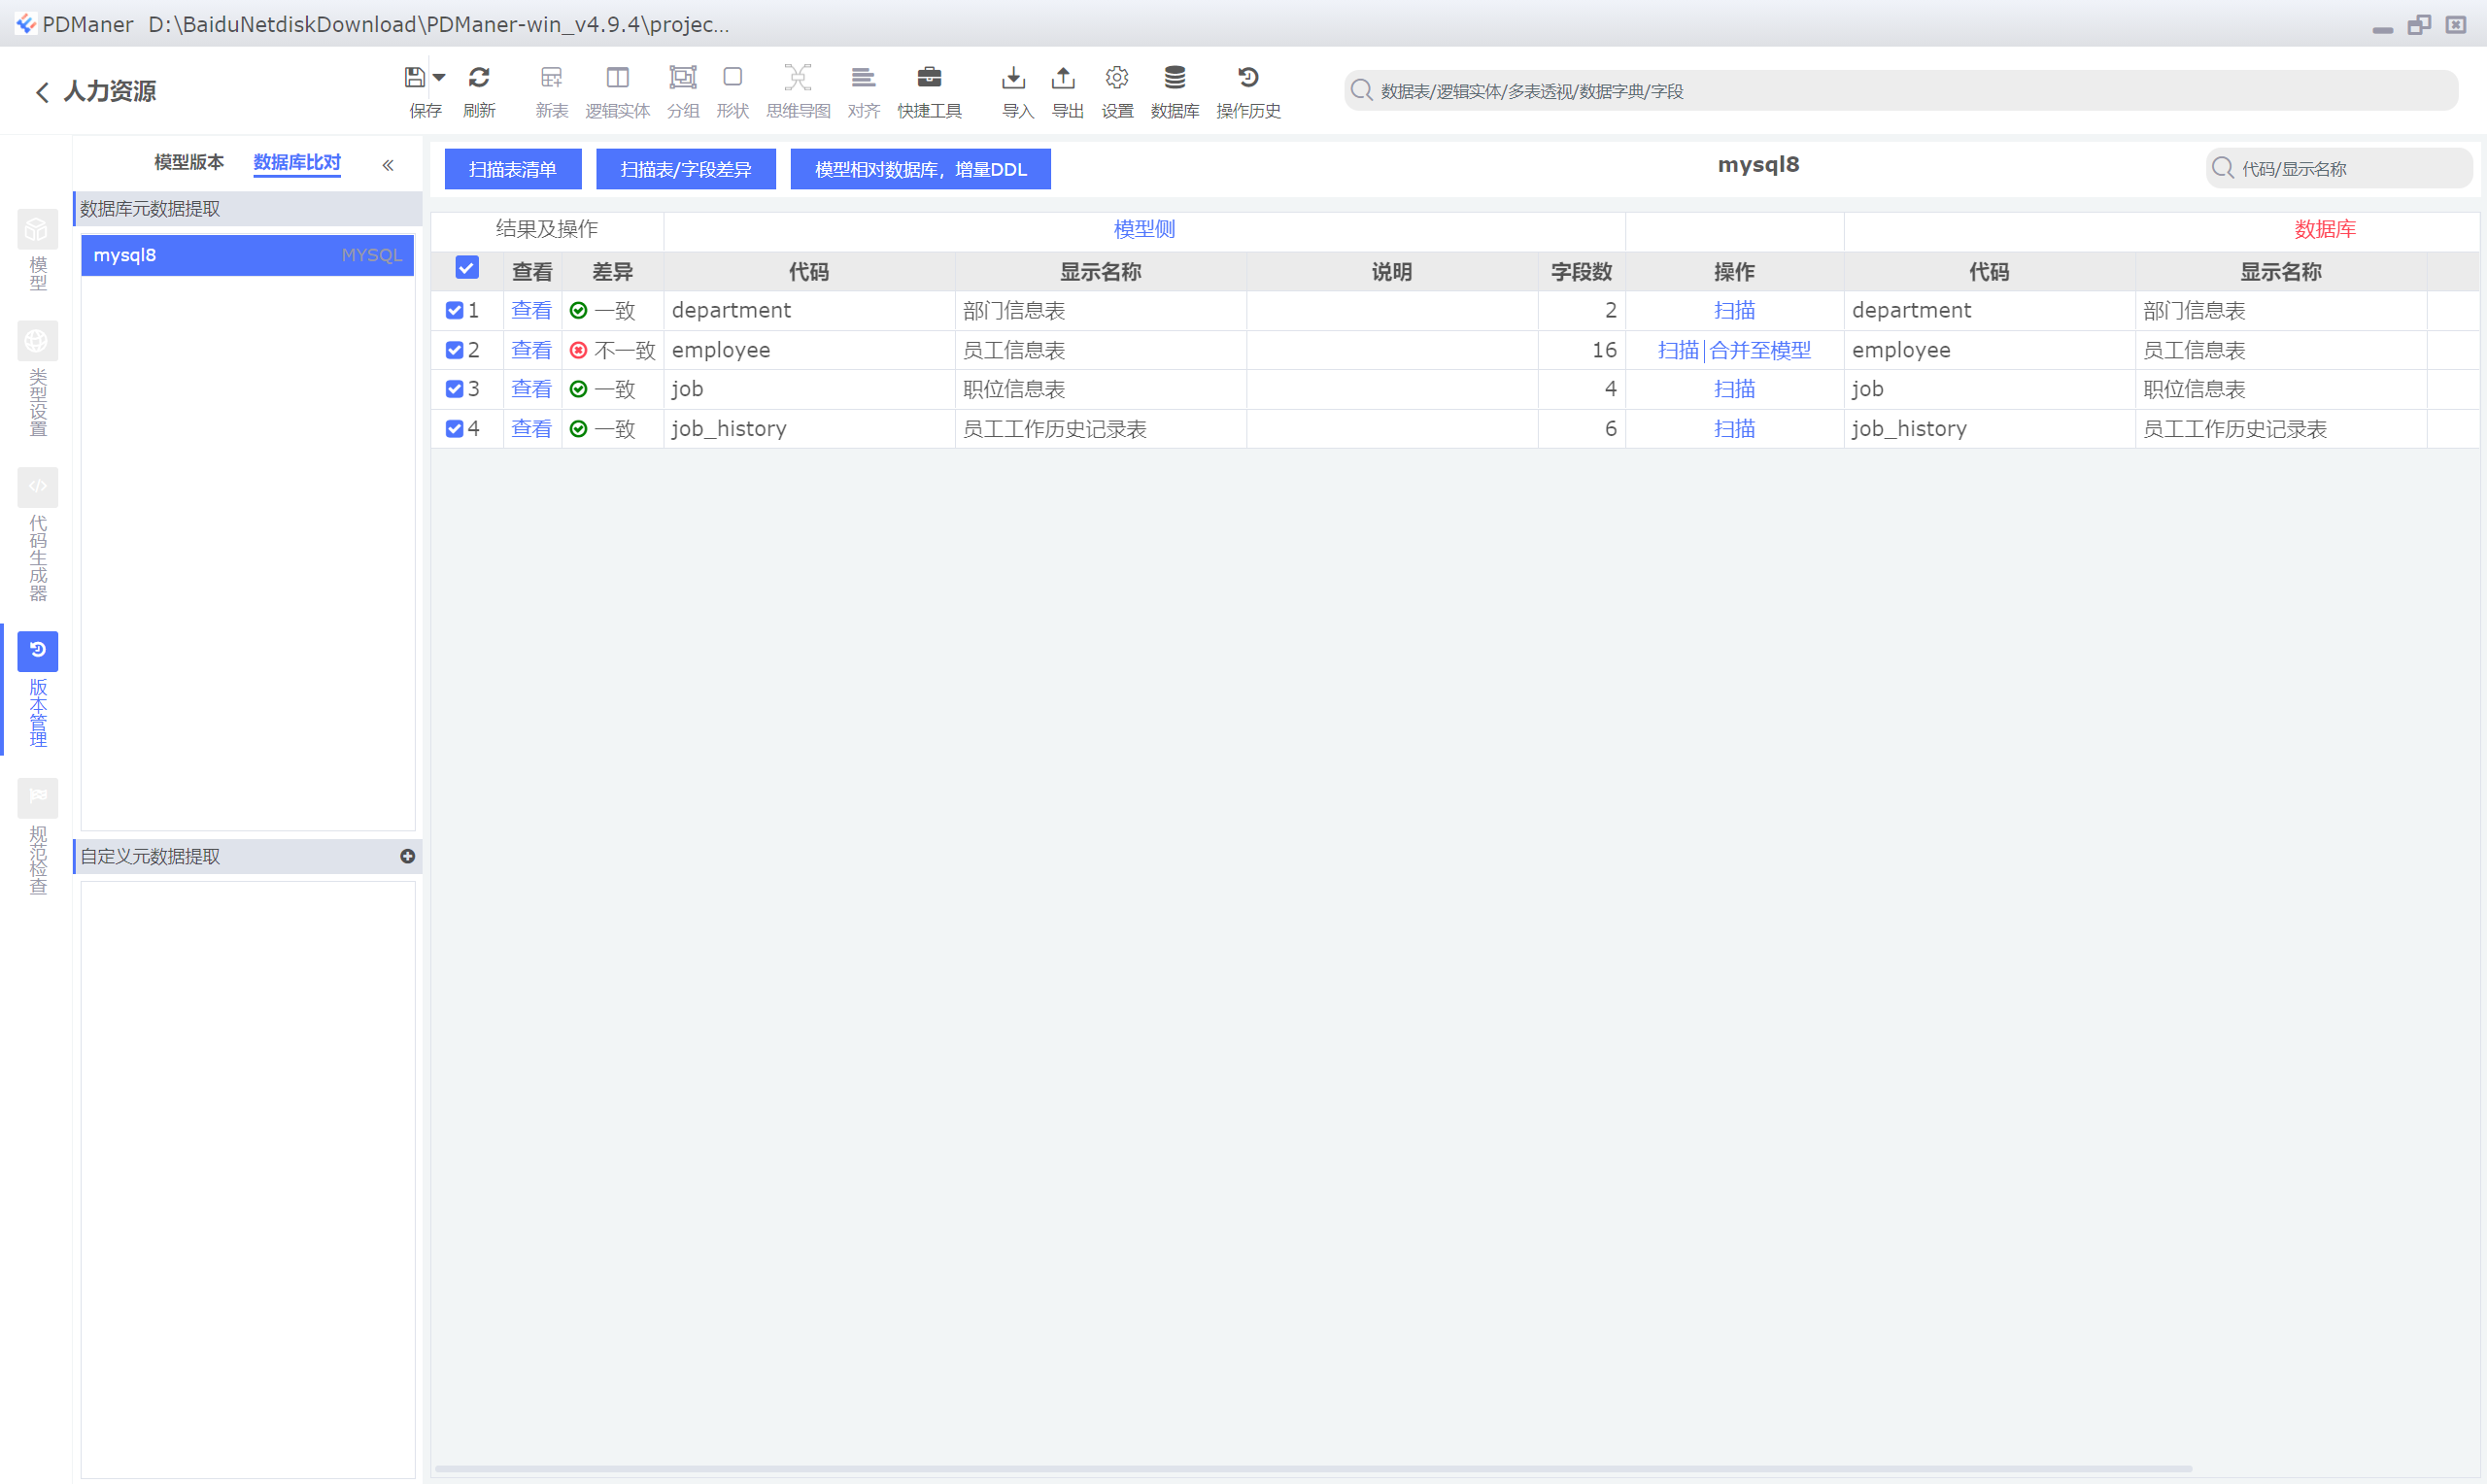 PDManer D:\BaiduNetdiskDownload\PDManer-win_v4.9.4\projec...
人力资源
保存 刷新 新表 逻辑实体 分组 形状 思维导图 对齐 快捷工具 导入 导出 设置 数据库 操作历史
数据表/逻辑实体/多表透视/数据字典/字段
模型
类型设置
代码生成器
版本管理
规范检查
模型版本 数据库比对
数据库元数据提取
mysql8 MYSQL
自定义元数据提取
扫描表清单 扫描表/字段差异 模型相对数据库，增量DDL mysql8 代码/显示名称
结果及操作 模型侧 数据库
查看 差异 代码 显示名称 说明 字段数 操作 代码 显示名称
1 查看 一致 department 部门信息表 2 扫描 department 部门信息表
2 查看 不一致 employee 员工信息表 16 扫描|合并至模型 employee 员工信息表
3 查看 一致 job 职位信息表 4 扫描 job 职位信息表
4 查看 一致 job_history 员工工作历史记录表 6 扫描 job_history 员工工作历史记录表